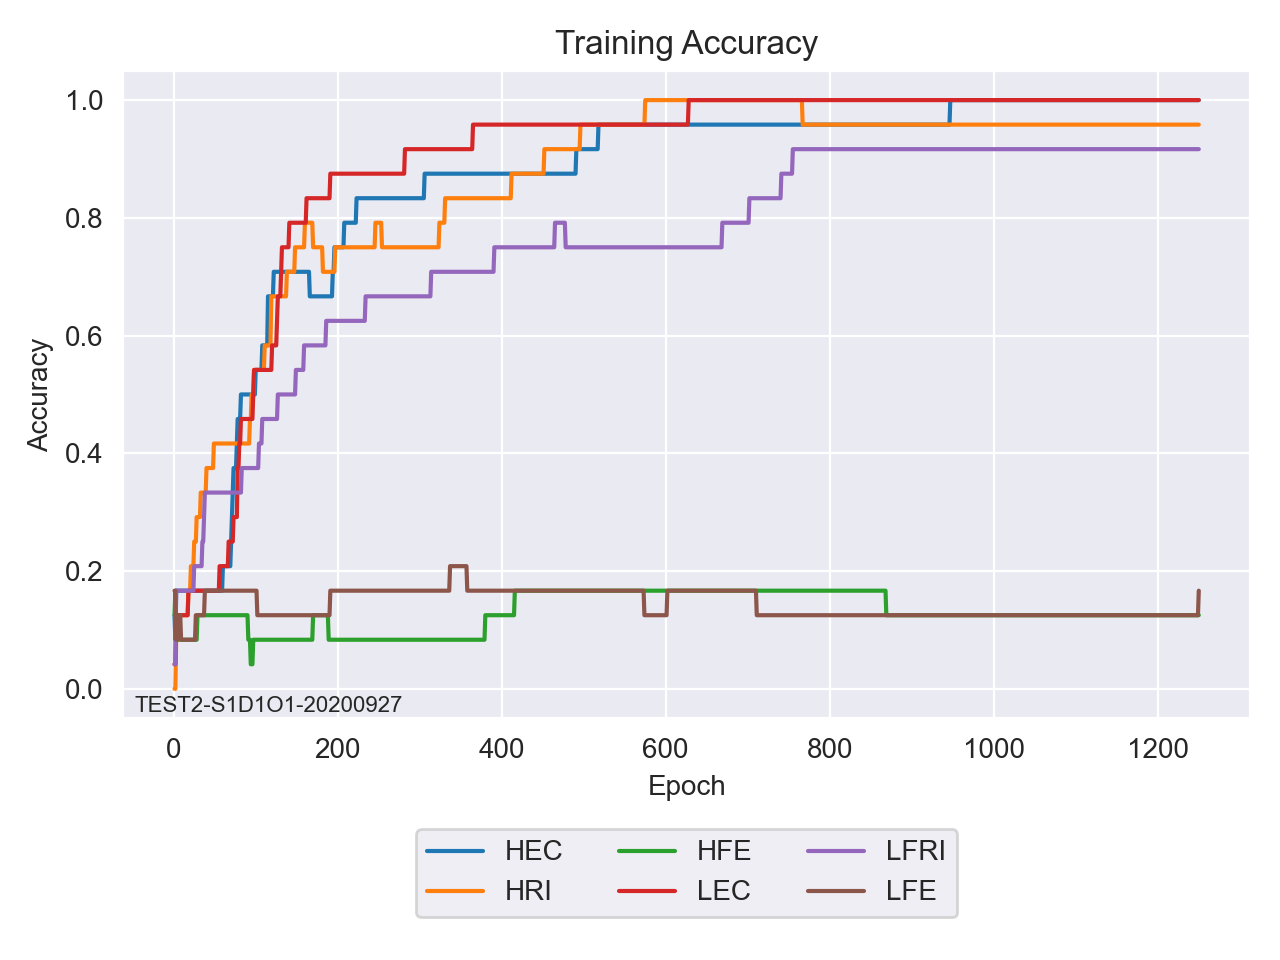 Training Accuracy
1.0
0.8
0.6
0.4
0.2
0.0
Accuracy
TEST2-S1D1O1-20200927
0 200 400 600 800 1000 1200
Epoch
HEC HFE LFRI
HRI LEC LFE